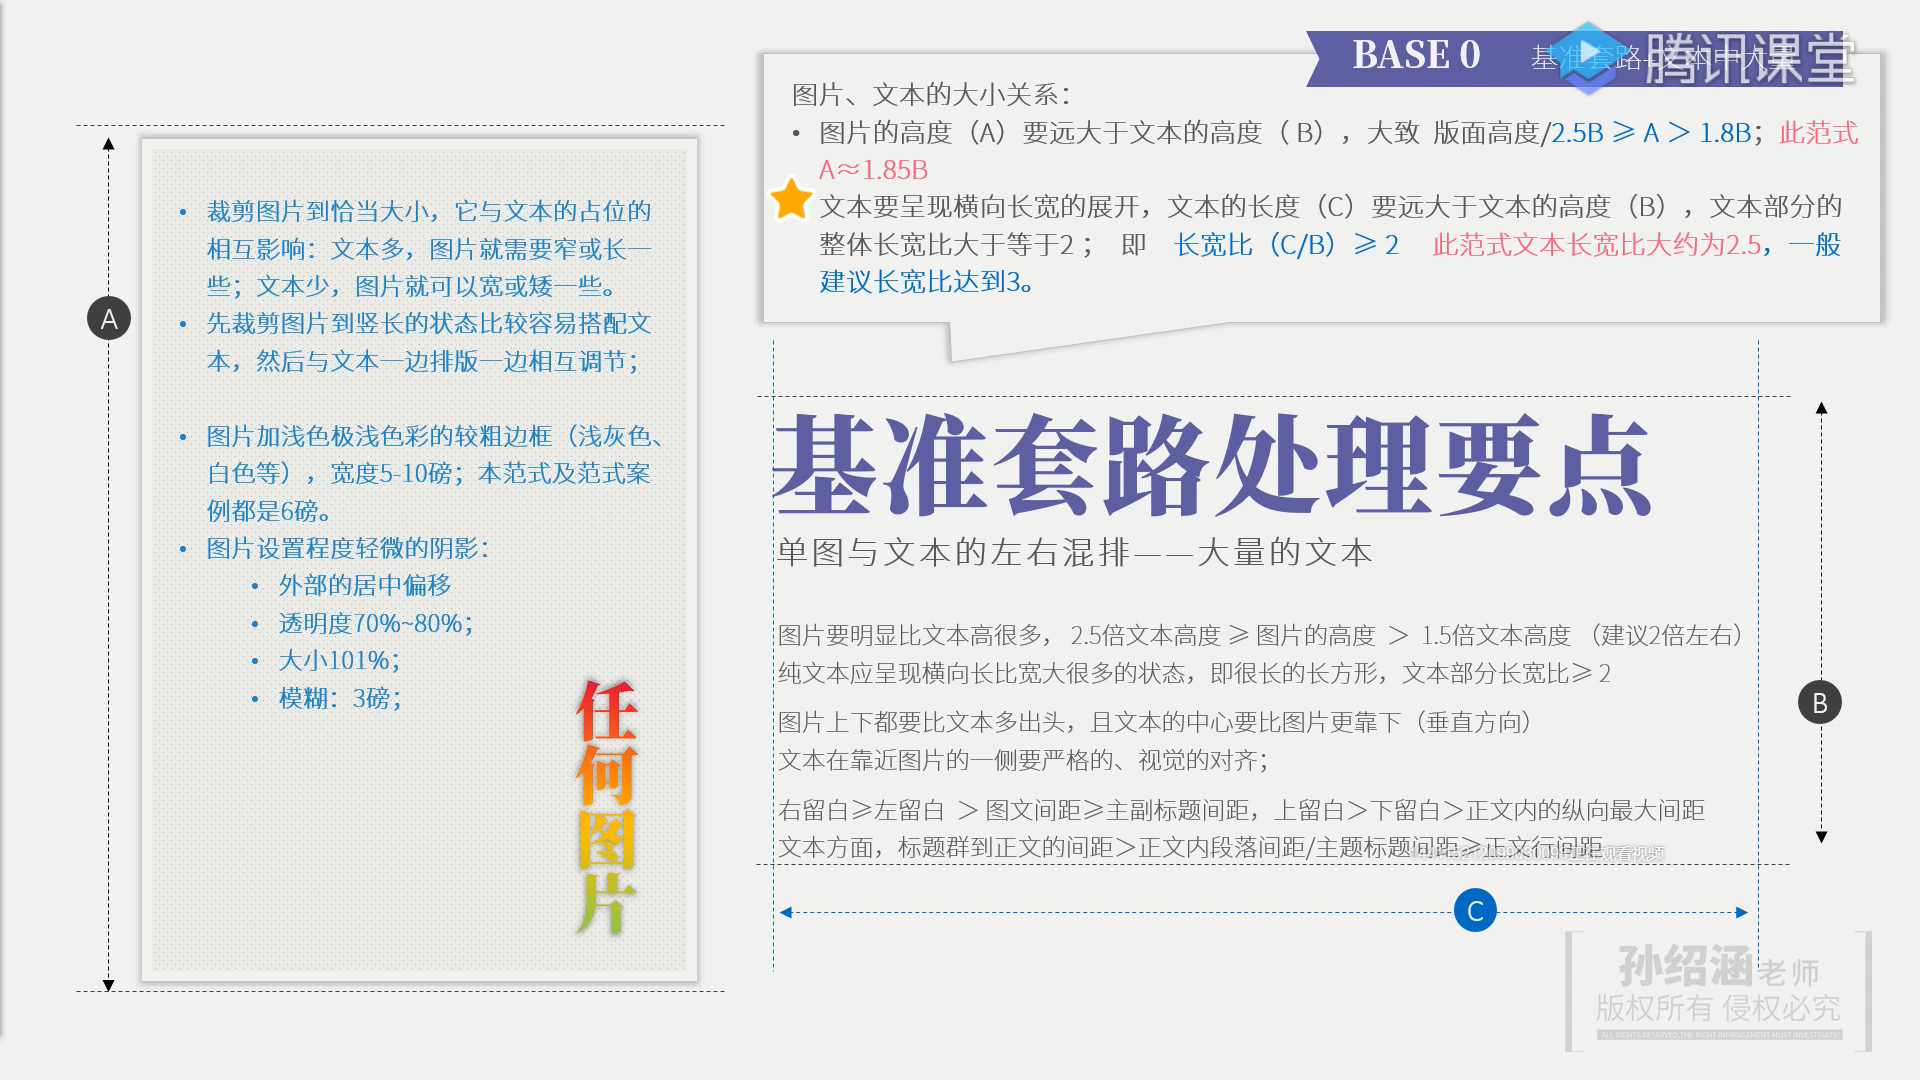 BASE 0
腾讯课堂
图片、文本的大小关系：
• 图片的高度（A）要远大于文本的高度（ B），大致 版面高度/2.5B ≥ A ＞ 1.8B；此范式
A≈1.85B
文本要呈现横向长宽的展开，文本的长度（C）要远大于文本的高度（B），文本部分的
整体长宽比大于等于2 ； 即 长宽比（C/B）≥ 2 此范式文本长宽比大约为2.5，一般
建议长宽比达到3。
A
• 裁剪图片到恰当大小，它与文本的占位的
相互影响：文本多，图片就需要窄或长一
些；文本少，图片就可以宽或矮一些。
• 先裁剪图片到竖长的状态比较容易搭配文
本，然后与文本一边排版一边相互调节；
• 图片加浅色极浅色彩的较粗边框（浅灰色、
白色等），宽度5-10磅；本范式及范式案
例都是6磅。
• 图片设置程度轻微的阴影：
• 外部的居中偏移
• 透明度70%~80%；
• 大小101%；
• 模糊：3磅；
任何图片
基准套路处理要点
单图与文本的左右混排——大量的文本
图片要明显比文本高很多， 2.5倍文本高度 ≥ 图片的高度 ＞ 1.5倍文本高度 （建议2倍左右）
纯文本应呈现横向长比宽大很多的状态，即很长的长方形，文本部分长宽比≥ 2
图片上下都要比文本多出头，且文本的中心要比图片更靠下（垂直方向）
文本在靠近图片的一侧要严格的、视觉的对齐；
右留白≥左留白 ＞ 图文间距≥主副标题间距，上留白＞下留白＞正文内的纵向最大间距
文本方面，标题群到正文的间距＞正文内段落间距/主题标题间距≥正文行间距
B
C
孙绍涵老师
版权所有 侵权必究
ALL RIGHTS RESERVED,THE RIGHT INFRINGEMENT MUST INVESTIGATE!